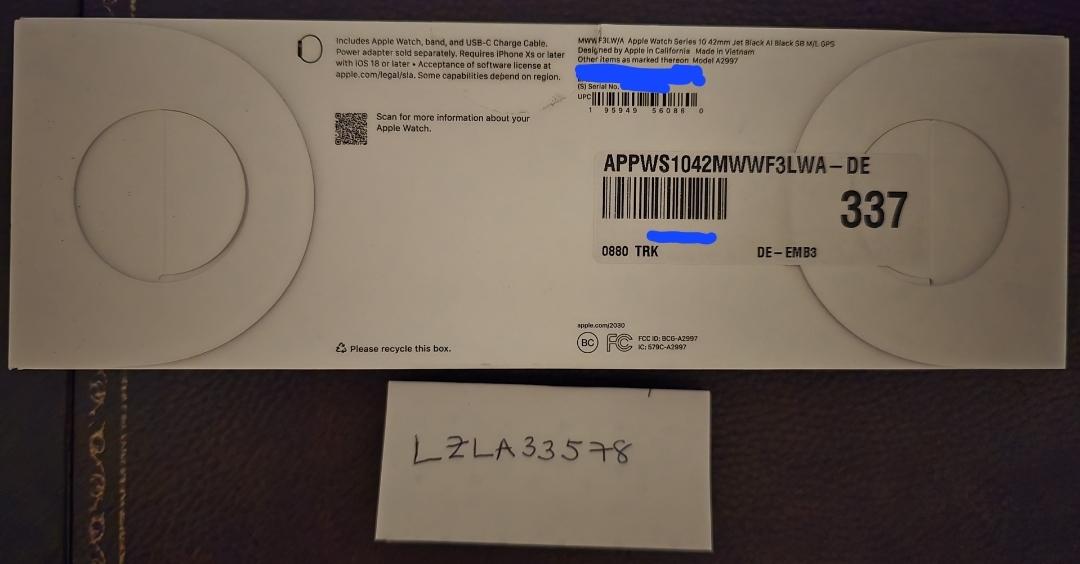 Includes Apple Watch, band, and USB-C Charge Cable.
Power adapter sold separately. Requires iPhone Xs or later
with iOS 18 or later • Acceptance of software license at
apple.com/legal/sla. Some capabilities depend on region.
Scan for more information about your
Apple Watch.
MWWF3LW/A Apple Watch Series 10 42mm Jet Black Al Black SB M/L GPS
Designed by Apple in California Made in Vietnam
Other items as marked thereon Model A2997
(S) Serial No.
UPC
1 95949 56086 0
APPWS1042MWWF3LWA-DE
337
0880 TRK
DE-EMB3
apple.com/2030
BC
FC
FCC ID: BCG-A2997
IC: 579C-A2997
Please recycle this box.
LZLA33578